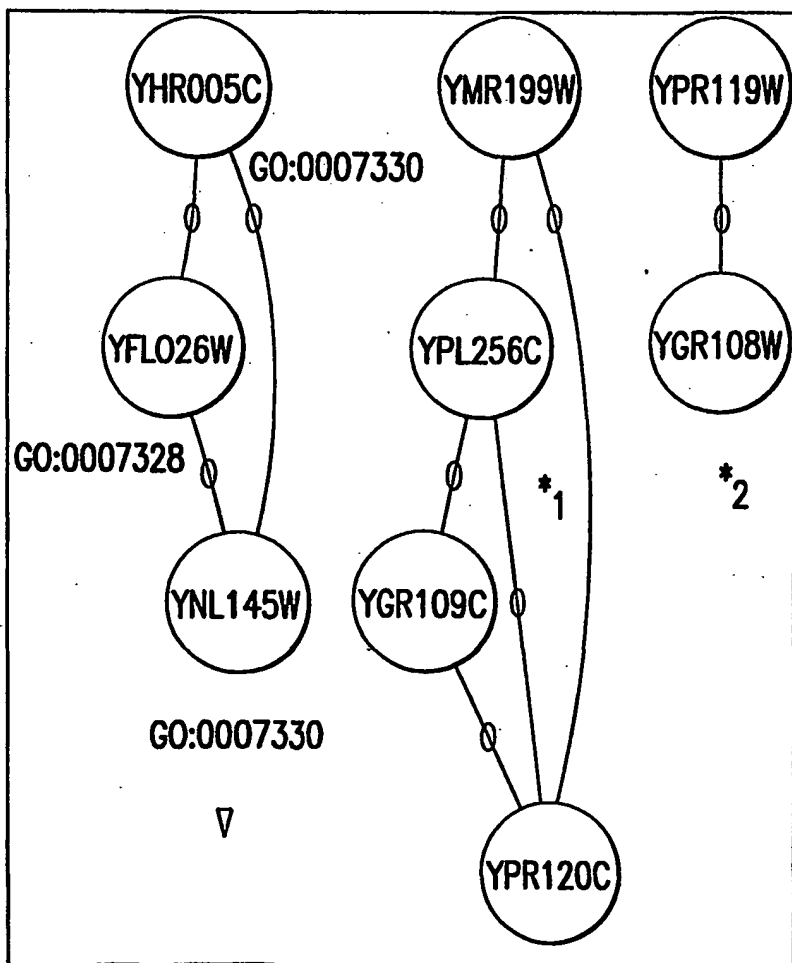 YHR005C
YMR199W
YPR119W
GO:0007330
YFL026W
YPL256C
YGR108W
GO:0007328
*1
*2
YNL145W
YGR109C
GO:0007330
YPR120C